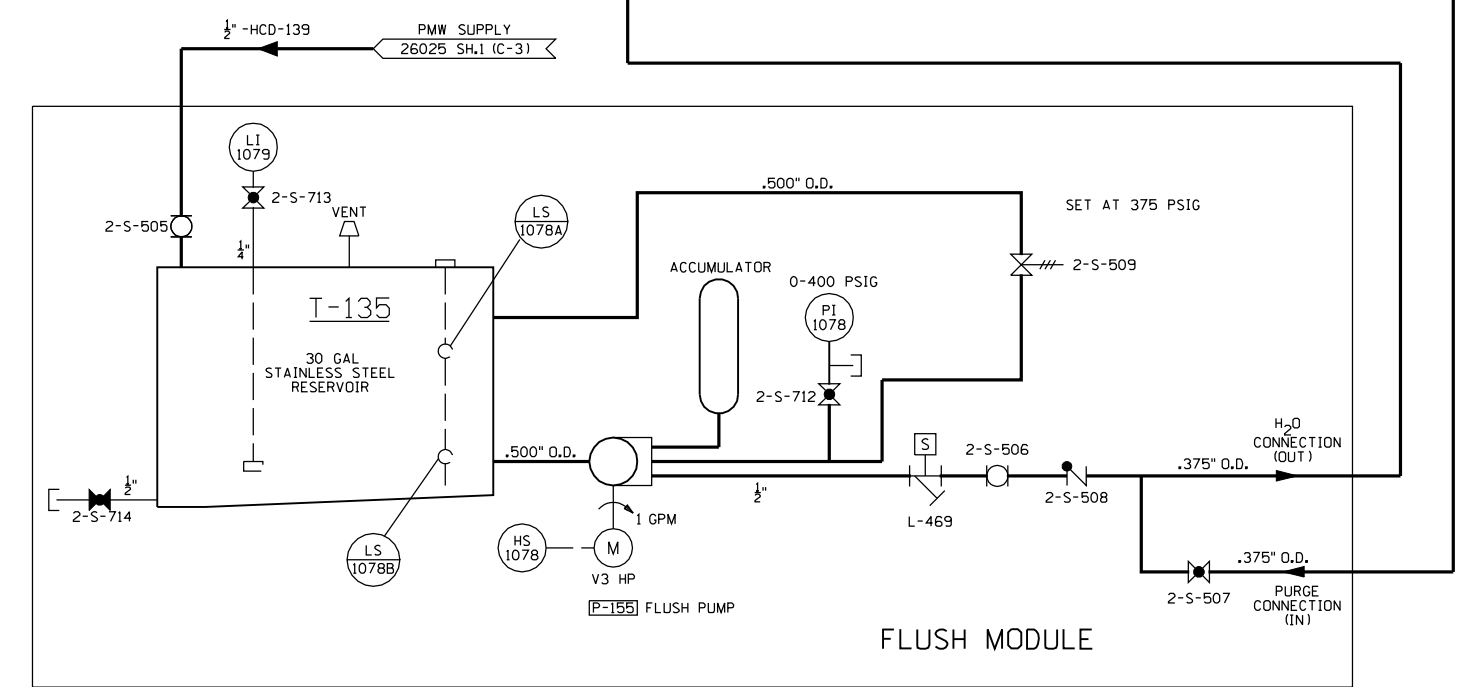 ½"-HCD-139
PMW SUPPLY
26025 SH.1 (C-3)
LI
1079
2-S-713
VENT
2-S-505
¼"
LS
1078A
.500" O.D.
SET AT 375 PSIG
2-S-509
ACCUMULATOR
0-400 PSIG
PI
1078
T-135
30 GAL
STAINLESS STEEL
RESERVOIR
2-S-712
.500" O.D.
S
2-S-506
H2O
CONNECTION
(OUT)
.375" O.D.
½"
2-S-714
½"
L-469
2-S-508
1 GPM
HS
1078
M
LS
1078B
V3 HP
P-155 FLUSH PUMP
.375" O.D.
2-S-507
PURGE
CONNECTION
(IN)
FLUSH MODULE